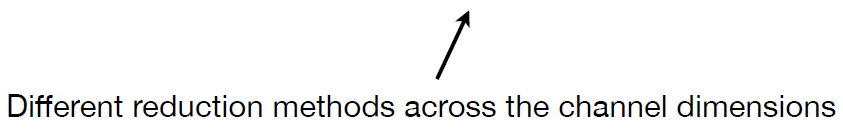 Different reduction methods across the channel dimensions